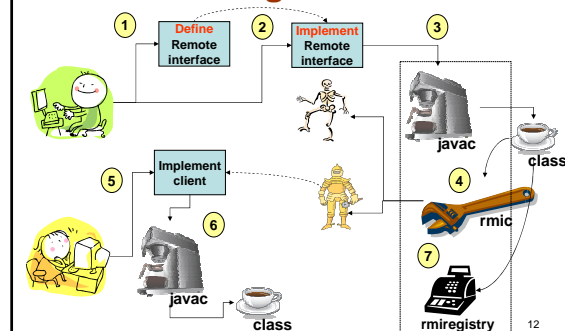 1
Define
Remote
interface
2
Implement
Remote
interface
3
javac
class
4
rmic
5
Implement
client
6
javac
class
7
rmiregistry
12